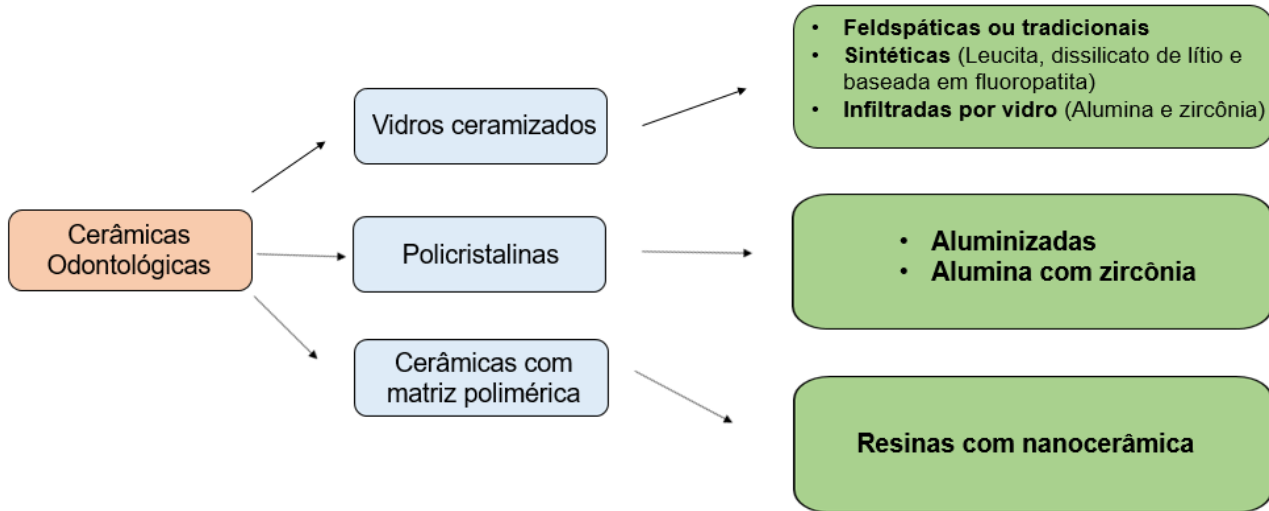 Cerâmicas
Odontológicas
Vidros ceramizados
• Feldspáticas ou tradicionais
• Sintéticas (Leucita, dissilicato de lítio e
baseada em fluoropatita)
• Infiltradas por vidro (Alumina e zircônia)
Policristalinas
• Aluminizadas
• Alumina com zircônia
Cerâmicas com
matriz polimérica
Resinas com nanocerâmica